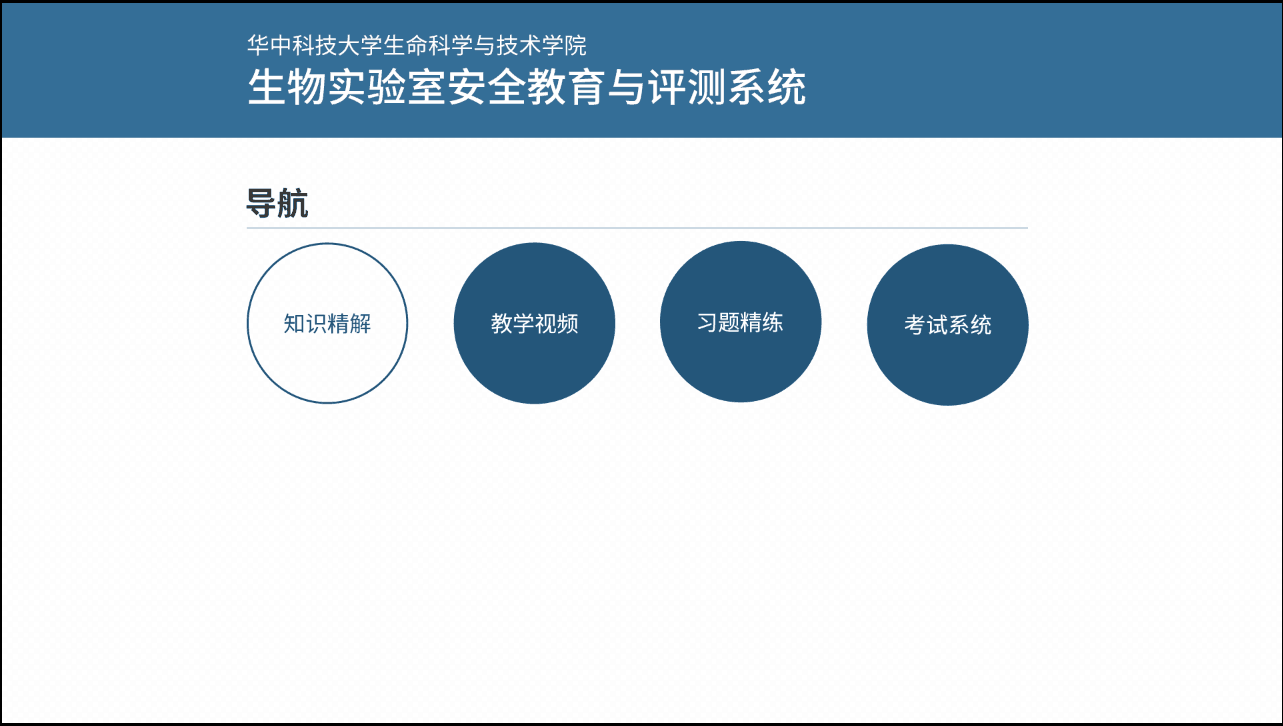 华中科技大学生命科学与技术学院
生物实验室安全教育与评测系统
导航
知识精解
教学视频
习题精练
考试系统